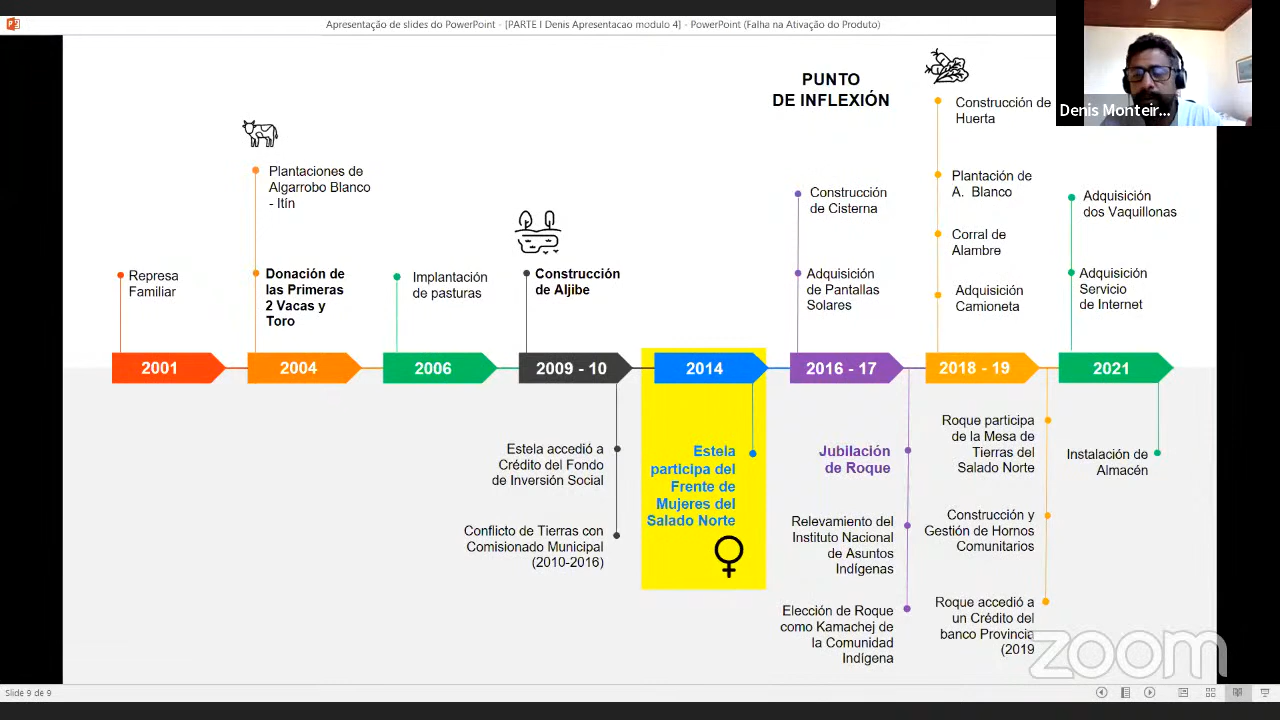 Apresentação de slides do PowerPoint - [PARTE I Denis Apresentacao modulo 4] - PowerPoint (Falha na Ativação do Produto)
Denis Monteir...
PUNTO
DE INFLEXIÓN
Plantaciones de
Algarrobo Blanco
- Itín
Construcción de
Huerta
Plantación de
A. Blanco
Construcción
de Cisterna
Adquisición
dos Vaquillonas
Corral de
Alambre
Represa
Familiar
Donación de
las Primeras
2 Vacas y
Toro
Implantación
de pasturas
Construcción
de Aljibe
Adquisición
de Pantallas
Solares
Adquisición
Camioneta
Adquisición
Servicio
de Internet
2001
2004
2006
2009 - 10
2014
2016 - 17
2018 - 19
2021
Estela accedió a
Crédito del Fondo
de Inversión Social
Conflicto de Tierras con
Comisionado Municipal
(2010-2016)
Estela
participa del
Frente de
Mujeres del
Salado Norte
Jubilación
de Roque
Relevamiento del
Instituto Nacional
de Asuntos
Indígenas
Elección de Roque
como Kamachej de
la Comunidad
Indígena
Roque participa
de la Mesa de
Tierras del
Salado Norte
Construcción y
Gestión de Hornos
Comunitarios
Roque accedió a
un Crédito del
banco Provincia
(2019
Instalación de
Almacén
zoom
Slide 9 de 9